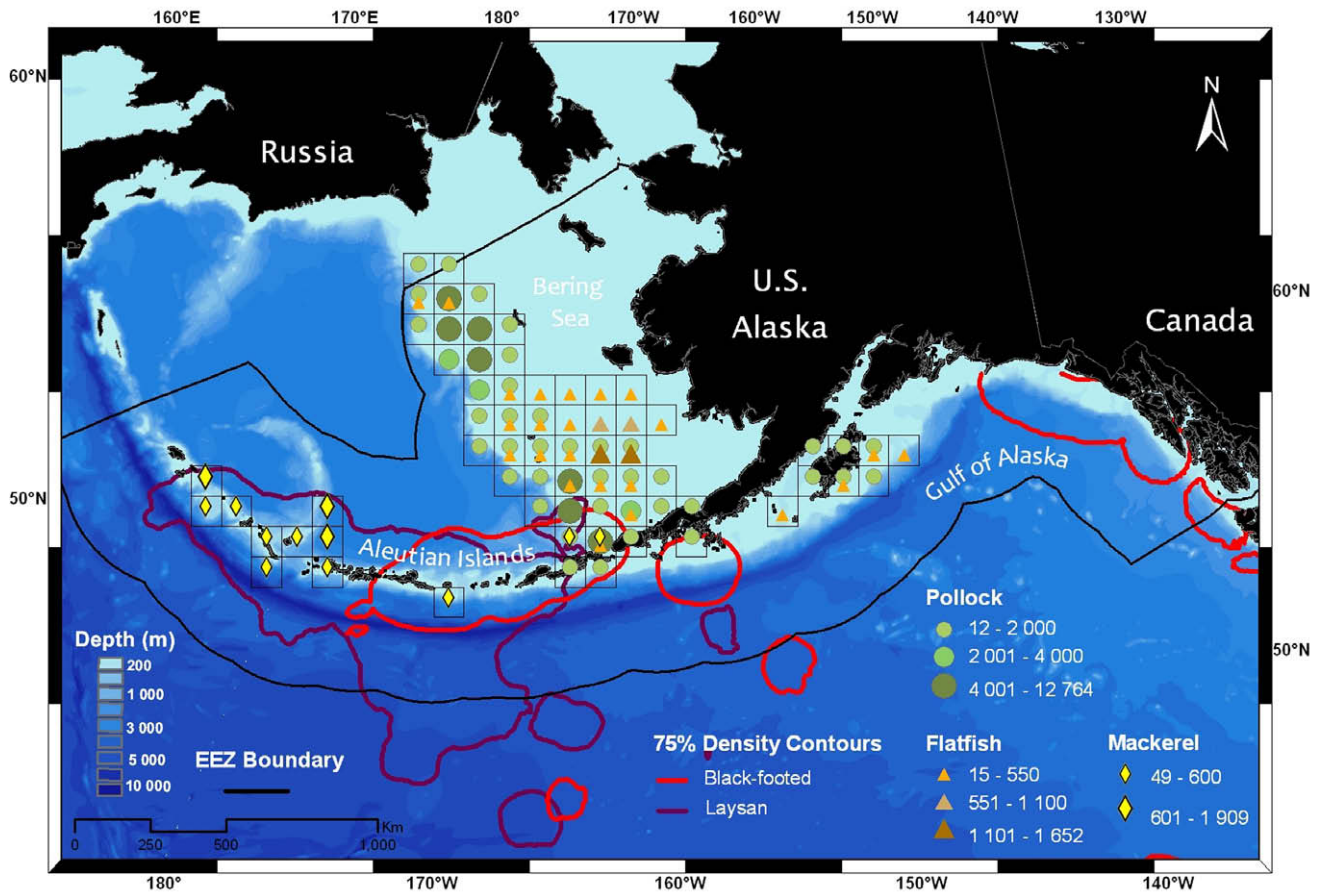 160°E 170°E 180° 170°W 160°W 150°W 140°W 130°W
60°N
N
Russia
Bering
Sea
U.S.
Alaska
Canada
60°N
50°N
Gulf of Alaska
Aleutian Islands
50°N
Depth (m)
200
1 000
3 000
5 000
10 000
EEZ Boundary
Km
0 250 500 1,000
75% Density Contours
Black-footed
Laysan
Pollock
12 - 2 000
2 001 - 4 000
4 001 - 12 764
Flatfish
15 - 550
551 - 1 100
1 101 - 1 652
Mackerel
49 - 600
601 - 1 909
180° 170°W 160°W 150°W 140°W